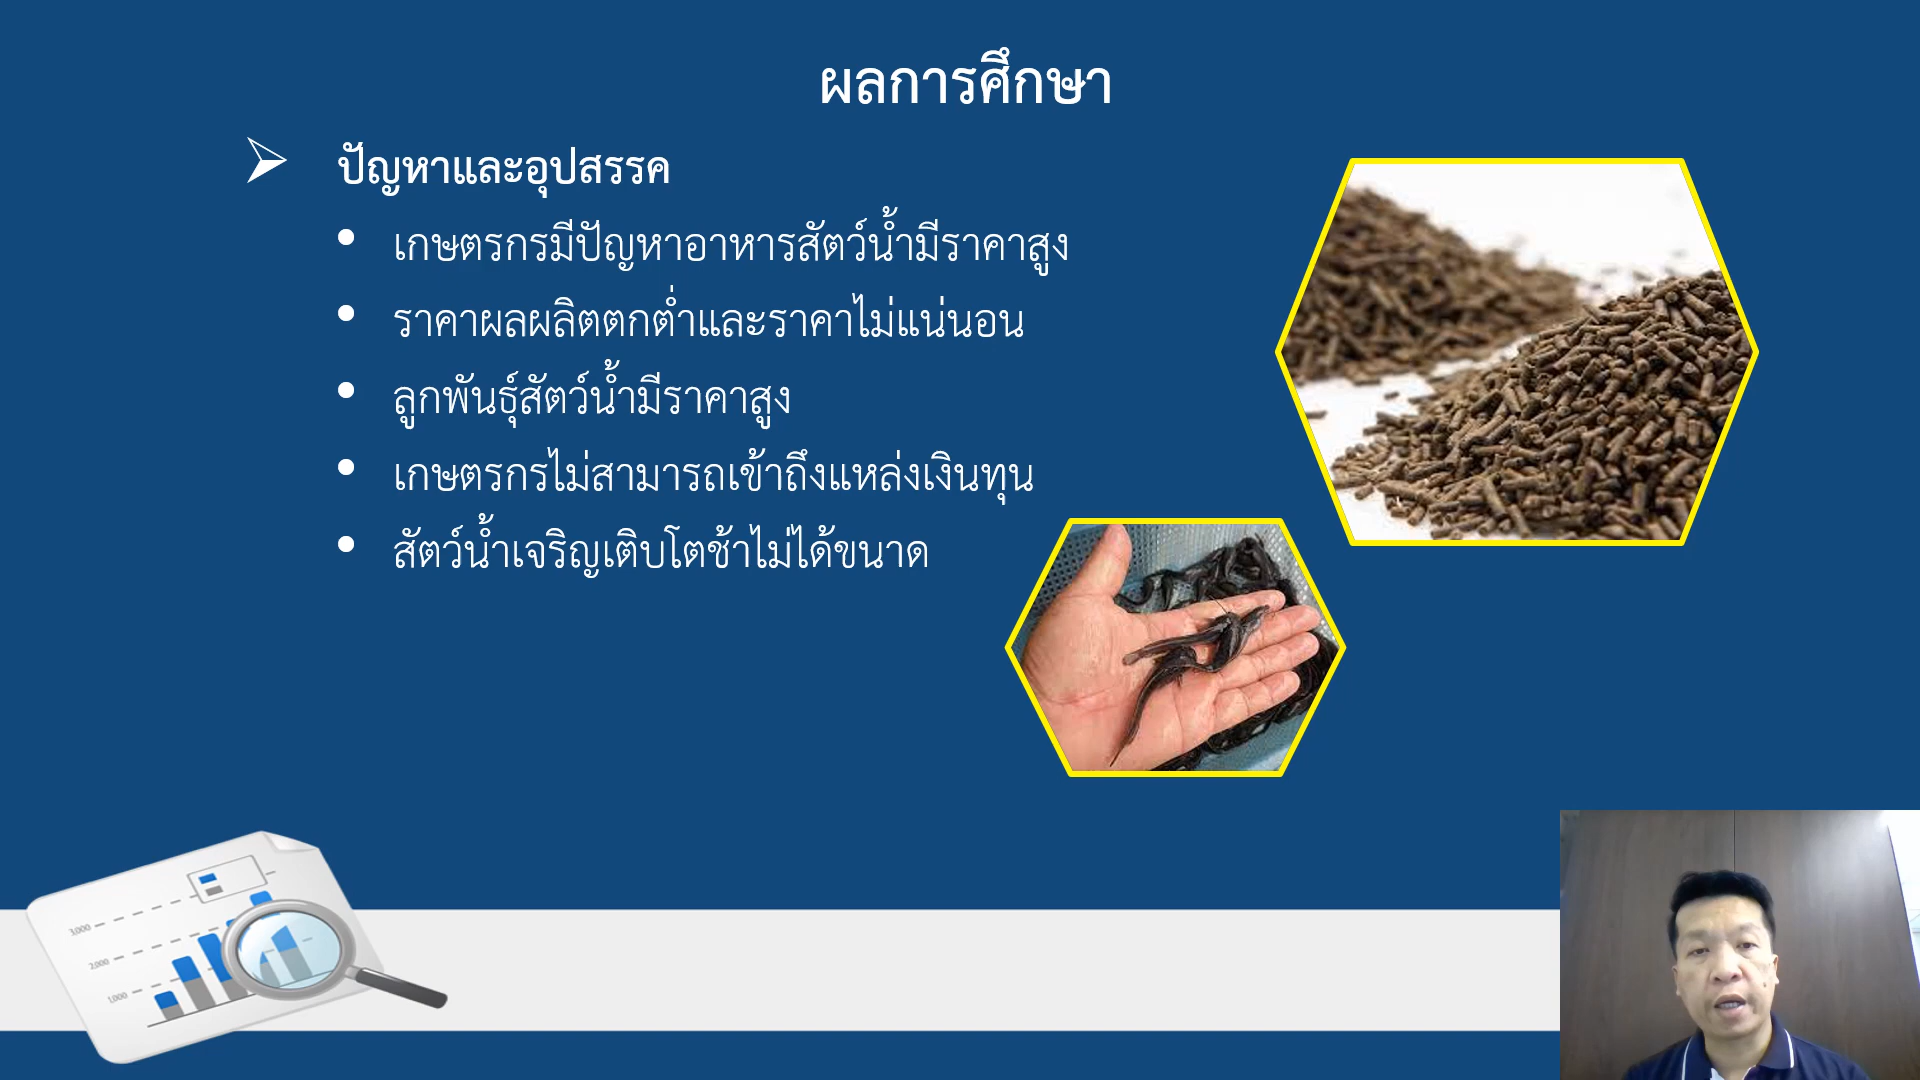 ผลการศึกษา
ปัญหาและอุปสรรค
เกษตรกรมีปัญหาอาหารสัตว์น้ำมีราคาสูง
ราคาผลผลิตตกต่ำและราคาไม่แน่นอน
ลูกพันธุ์สัตว์น้ำมีราคาสูง
เกษตรกรไม่สามารถเข้าถึงแหล่งเงินทุน
สัตว์น้ำเจริญเติบโตช้าไม่ได้ขนาด
3,000
2,000
1,000